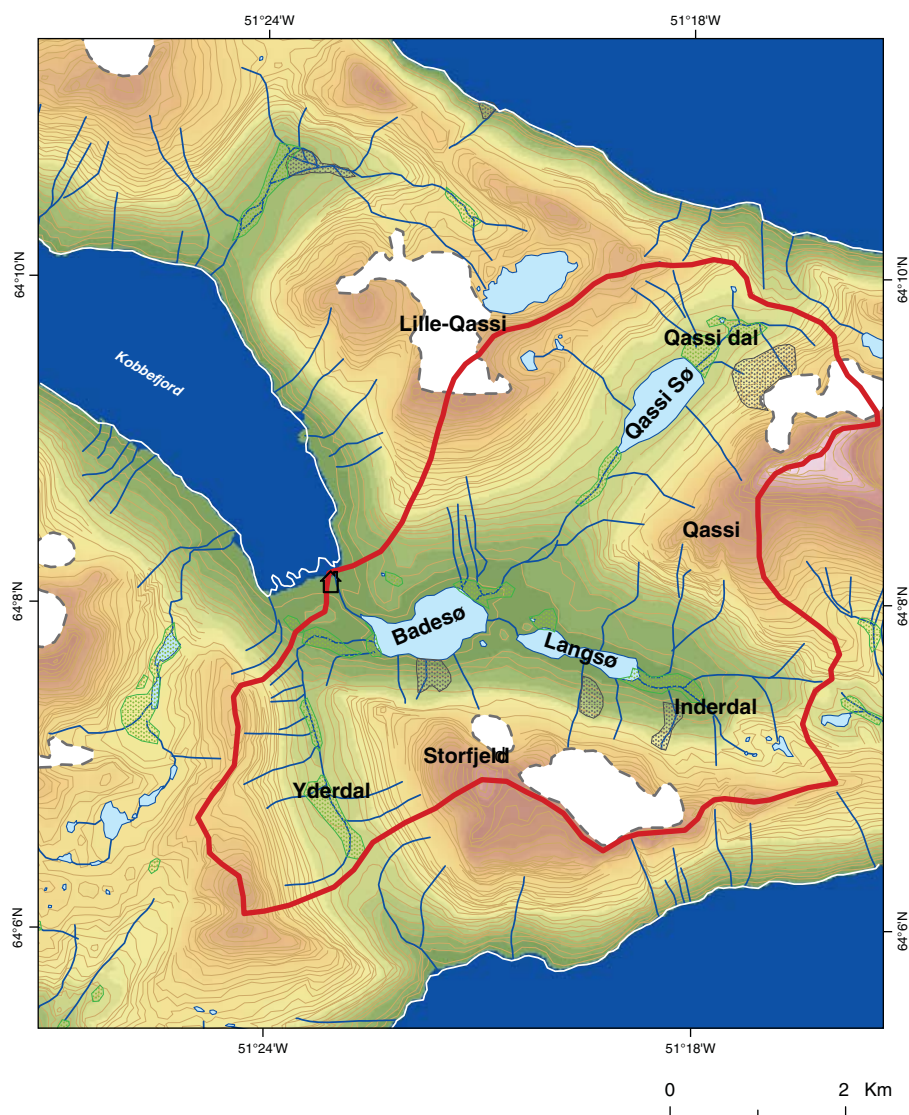 51°24'W 51°18'W
64°10'N 64°10'N
Lille-Qassi
Qassi dal
Kobbefjord
Qassi Sø
Qassi
64°8'N 64°8'N
Badesø
Langsø
Inderdal
Storfjeld
Yderdal
64°6'N 64°6'N
51°24'W 51°18'W
0 2 Km